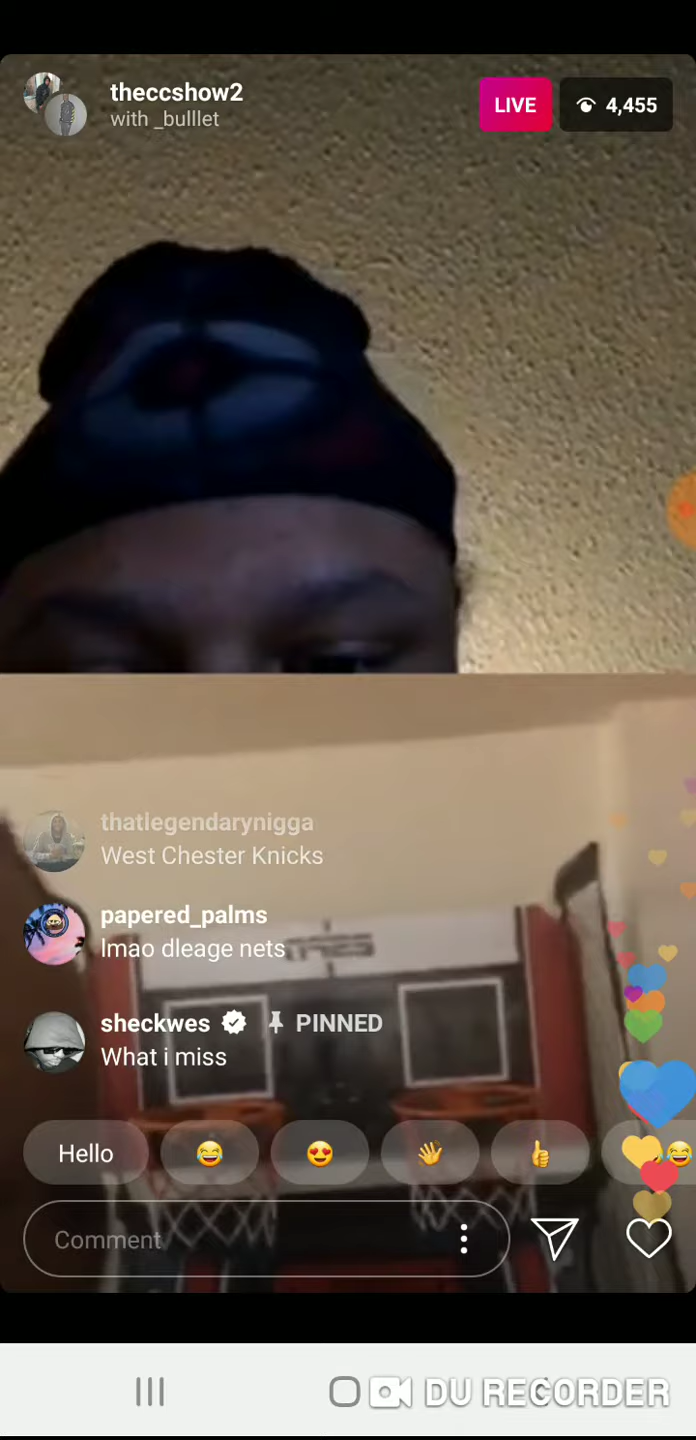 theccshow2
with _bulllet
LIVE
4,455
thatlegendarynigga
West Chester Knicks
papered_palms
lmao dleage nets
sheckwes
PINNED
What i miss
Hello
Comment
DU RECORDER